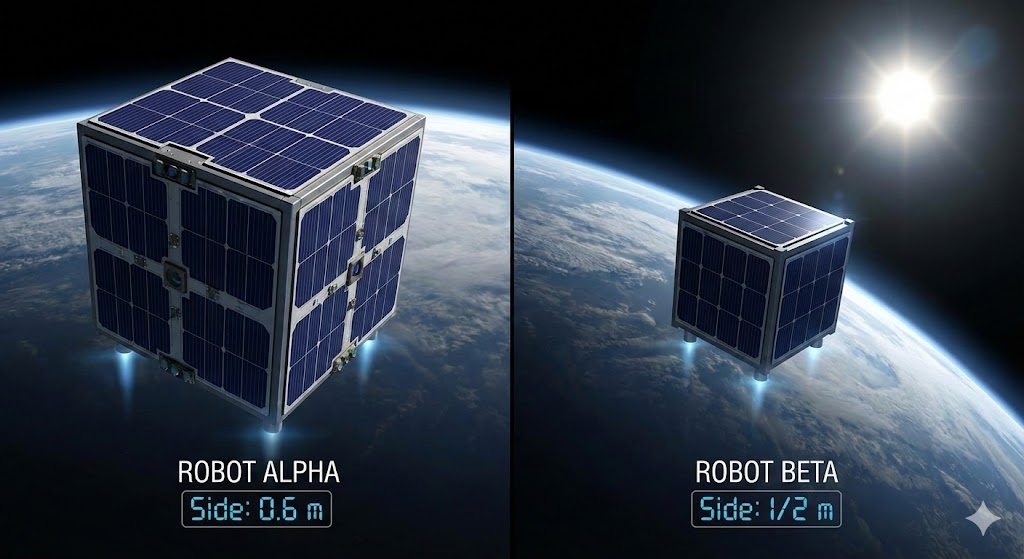 ROBOT ALPHA
Side: 0.6 m
ROBOT BETA
Side: 1/2 m